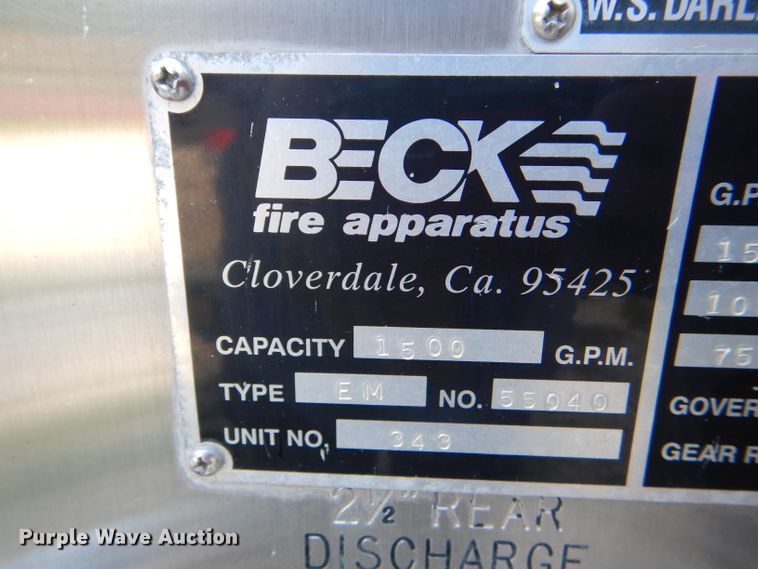 W.S. DARL
BECK
fire apparatus
Cloverdale, Ca. 95425
CAPACITY 1500 G.P.M.
TYPE EM NO. 55040
UNIT NO. 343
G.P
15
10
75
GOVER
GEAR R
2½" REAR
DISCHARGE
Purple Wave Auction